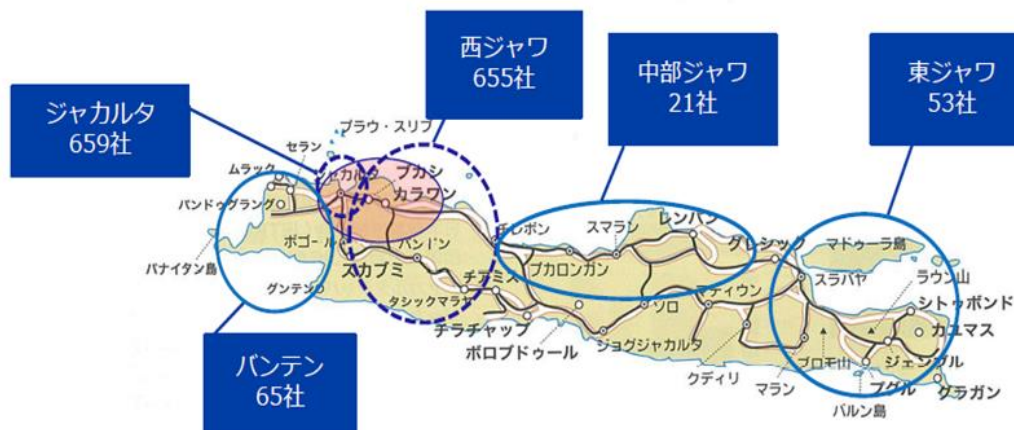 西ジャワ
655社
中部ジャワ
21社
東ジャワ
53社
ジャカルタ
659社
プラウ・スリブ
セラン
ムラック
ジャカルタ
ブカシ
カラワン
レンバン
バンドゥグラング
チレボン
スマラン
グレシック
マドゥーラ島
ボゴール
バンドン
プカロンガン
スラバヤ
ラウン山
パナイタン島
スカブミ
チアミス
マディウン
シトゥボンド
グンテン
タシックマラヤ
ソロ
カユマス
チラチャップ
ジョグジャカルタ
ブロモ山
ジェンブル
ボロブドゥール
クディリ
マラン
プグル
グラガン
バルン島
バンテン
65社